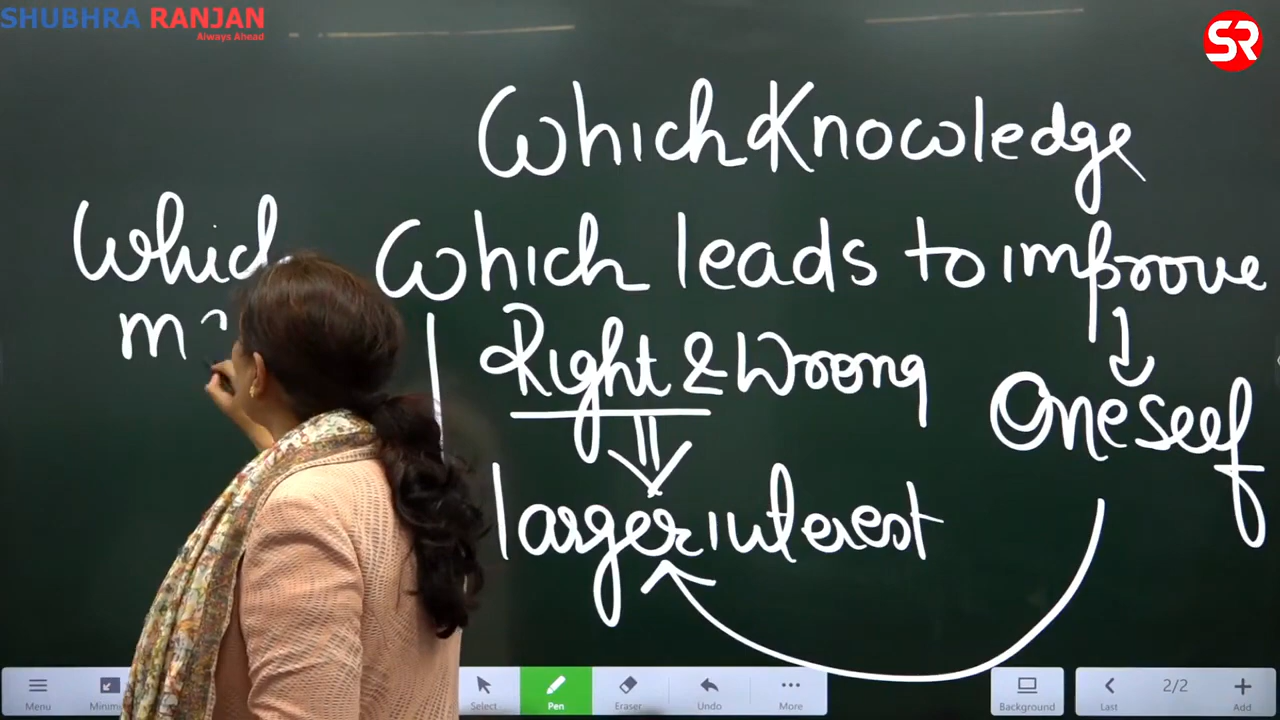 SHUBHRA RANJAN
Always Ahead
SR
Which Knowledge
Which leads to improve
Right & Wrong
Oneself
larger interest
Which
Menu
Select
Pen
Eraser
Undo
More
Background
Last
2/2
Add